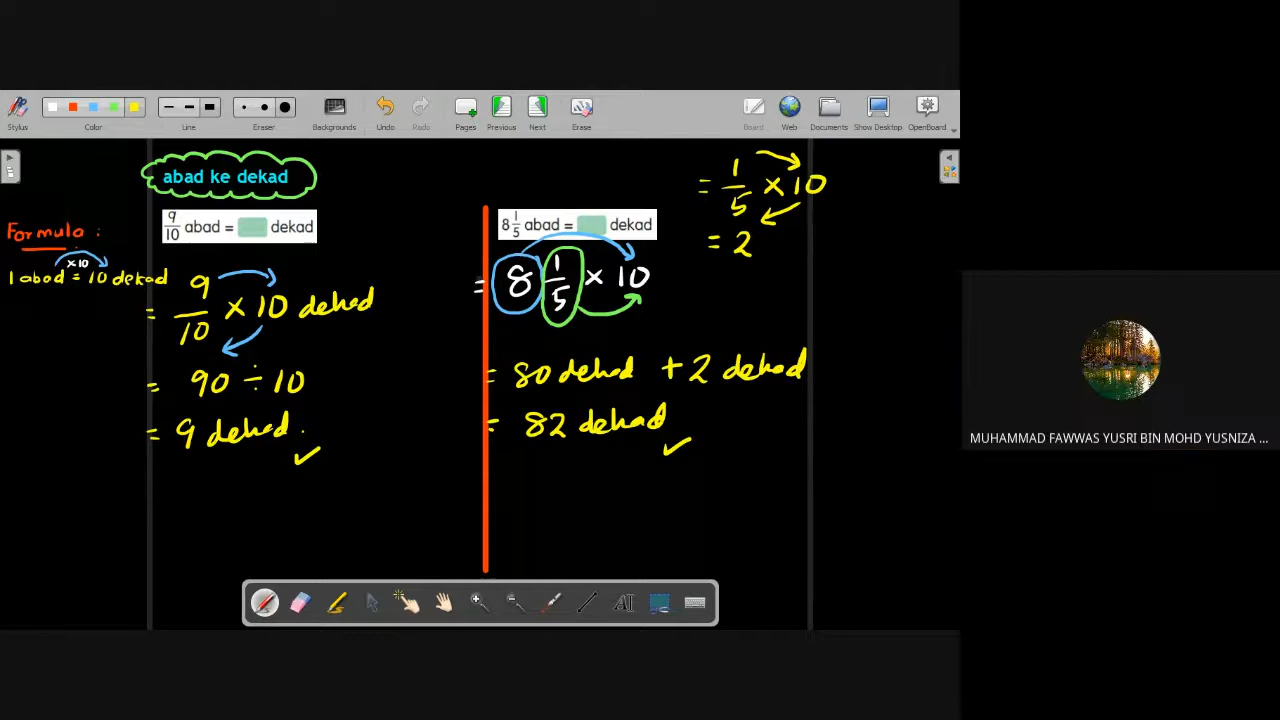 Stylus
Color
Line
Eraser
Backgrounds
Undo
Redo
Pages
Previous
Next
Erase
Board
Web
Documents
Show Desktop
OpenBoard
abad ke dekad
Formula :
×10
1 abad = 10 dekad
9/10 abad = dekad
= 9/10 × 10 dekad
= 90 ÷ 10
= 9 dekad.
8 1/5 abad = dekad
= 8 1/5 × 10
= 80 dekad + 2 dekad
= 82 dekad
= 1/5 × 10
= 2
MUHAMMAD FAWWAS YUSRI BIN MOHD YUSNIZA ...
AI